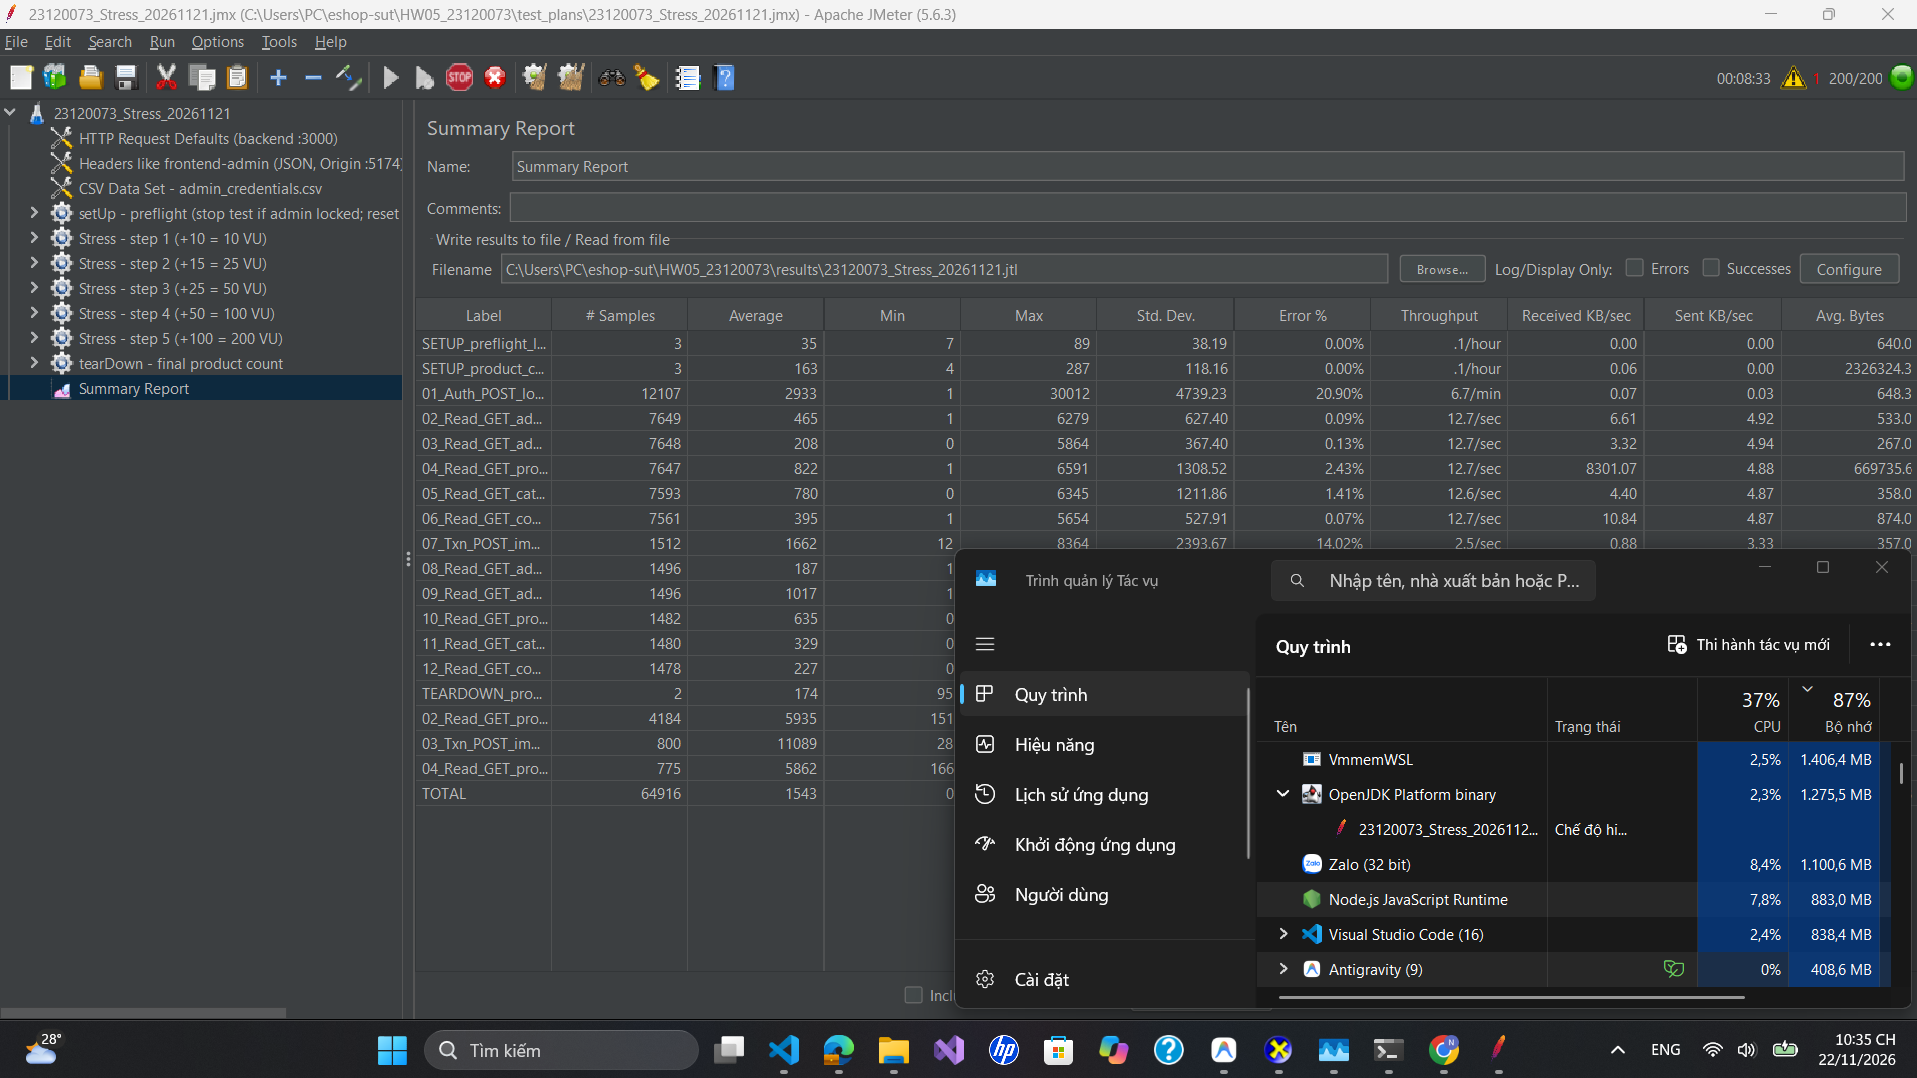 23120073_Stress_20261121.jmx (C:\Users\PC\eshop-sut\HW05_23120073\test_plans\23120073_Stress_20261121.jmx) - Apache JMeter (5.6.3)
File Edit Search Run Options Tools Help
STOP
00:08:33 1 200/200
23120073_Stress_20261121
HTTP Request Defaults (backend :3000)
Headers like frontend-admin (JSON, Origin :5174)
CSV Data Set - admin_credentials.csv
setUp - preflight (stop test if admin locked; reset
Stress - step 1 (+10 = 10 VU)
Stress - step 2 (+15 = 25 VU)
Stress - step 3 (+25 = 50 VU)
Stress - step 4 (+50 = 100 VU)
Stress - step 5 (+100 = 200 VU)
tearDown - final product count
Summary Report
Summary Report
Name: Summary Report
Comments:
Write results to file / Read from file
Filename C:\Users\PC\eshop-sut\HW05_23120073\results\23120073_Stress_20261121.jtl Browse... Log/Display Only: Errors Successes Configure
Label # Samples Average Min Max Std. Dev. Error % Throughput Received KB/sec Sent KB/sec Avg. Bytes
SETUP_preflight_l... 3 35 7 89 38.19 0.00% .1/hour 0.00 0.00 640.0
SETUP_product_c... 3 163 4 287 118.16 0.00% .1/hour 0.06 0.00 2326324.3
01_Auth_POST_lo... 12107 2933 1 30012 4739.23 20.90% 6.7/min 0.07 0.03 648.3
02_Read_GET_ad... 7649 465 1 6279 627.40 0.09% 12.7/sec 6.61 4.92 533.0
03_Read_GET_ad... 7648 208 0 5864 367.40 0.13% 12.7/sec 3.32 4.94 267.0
04_Read_GET_pro... 7647 822 1 6591 1308.52 2.43% 12.7/sec 8301.07 4.88 669735.6
05_Read_GET_cat... 7593 780 0 6345 1211.86 1.41% 12.6/sec 4.40 4.87 358.0
06_Read_GET_co... 7561 395 1 5654 527.91 0.07% 12.7/sec 10.84 4.87 874.0
07_Txn_POST_im... 1512 1662 12 8364 2393.67 14.02% 2.5/sec 0.88 3.33 357.0
08_Read_GET_ad... 1496 187 1
09_Read_GET_ad... 1496 1017 1
10_Read_GET_pro... 1482 635 0
11_Read_GET_cat... 1480 329 0
12_Read_GET_co... 1478 227 0
TEARDOWN_pro... 2 174 95
02_Read_GET_pro... 4184 5935 151
03_Txn_POST_im... 800 11089 28
04_Read_GET_pro... 775 5862 166
TOTAL 64916 1543 0
Trình quản lý Tác vụ
Nhập tên, nhà xuất bản hoặc P...
Quy trình
Hiệu năng
Lịch sử ứng dụng
Khởi động ứng dụng
Người dùng
Cài đặt
Quy trình Thi hành tác vụ mới
37% 87%
Tên Trạng thái CPU Bộ nhớ
VmmemWSL 2,5% 1.406,4 MB
OpenJDK Platform binary 2,3% 1.275,5 MB
23120073_Stress_2026112... Chế độ hi...
Zalo (32 bit) 8,4% 1.100,6 MB
Node.js JavaScript Runtime 7,8% 883,0 MB
Visual Studio Code (16) 2,4% 838,4 MB
Antigravity (9) 0% 408,6 MB
28°
Tìm kiếm
ENG
10:35 CH
22/11/2026